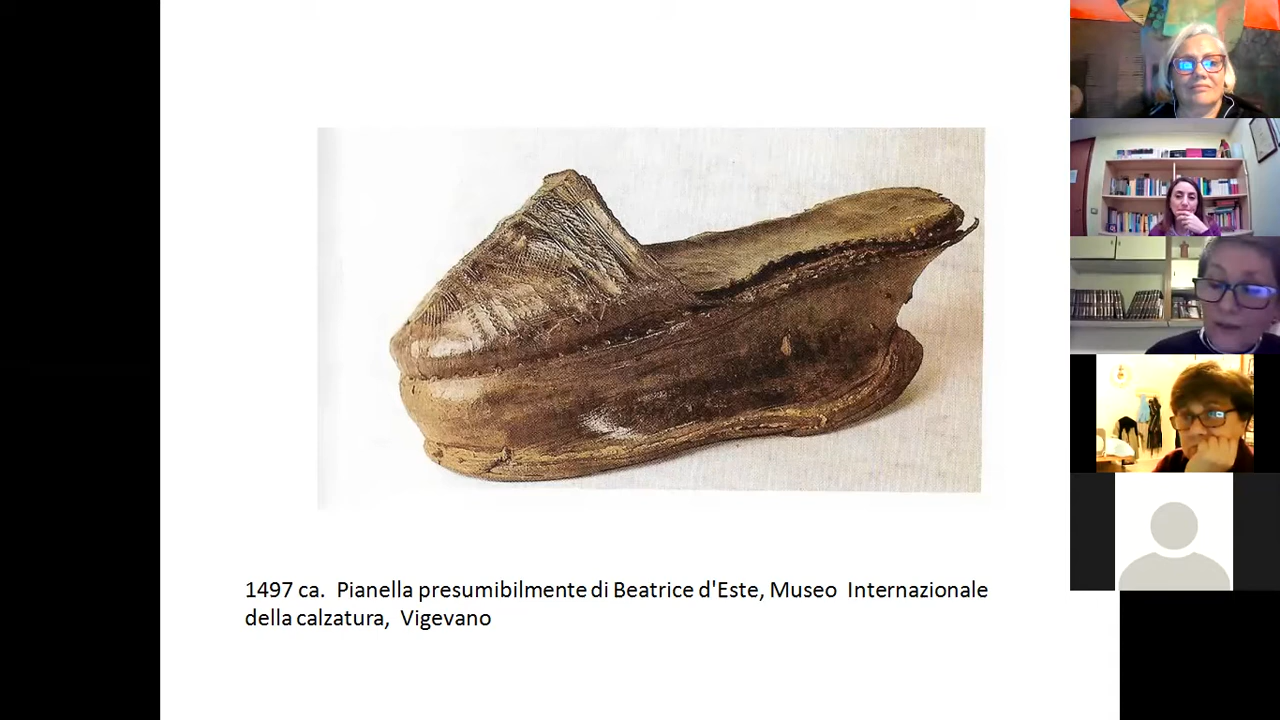 1497 ca. Pianella presumibilmente di Beatrice d'Este, Museo Internazionale
della calzatura, Vigevano